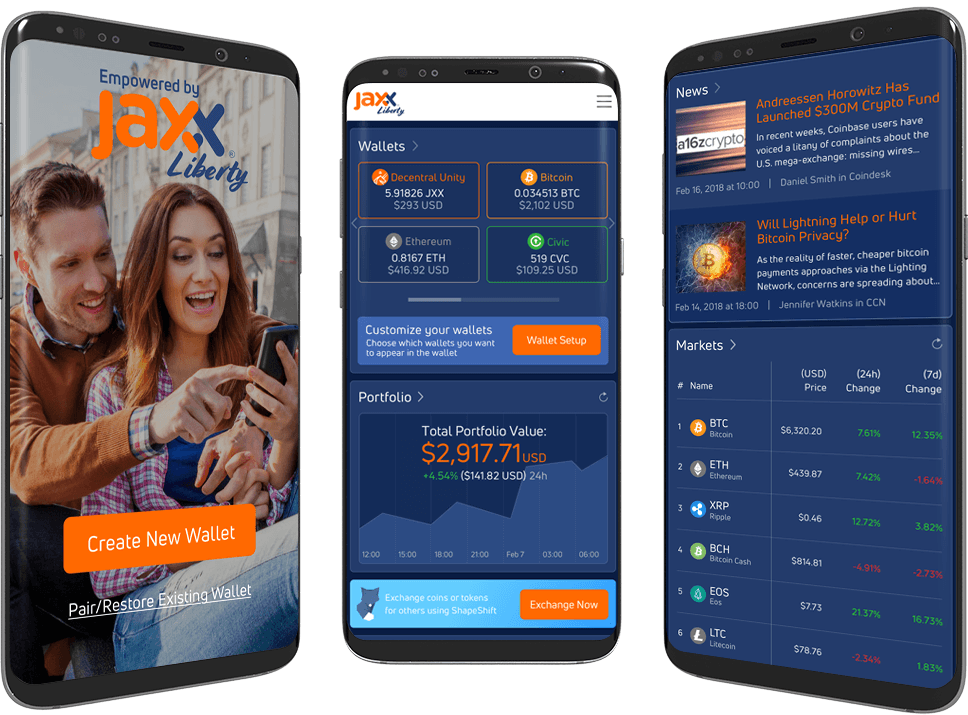 Empowered by
jaxx
Liberty®
Create New Wallet
Pair/Restore Existing Wallet
jaxx
Liberty
Wallets
Decentral Unity
5.91826 JXX
$293 USD
Bitcoin
0.034513 BTC
$2,102 USD
Ethereum
0.8167 ETH
$416.92 USD
Civic
519 CVC
$109.25 USD
Customize your wallets
Choose which wallets you want
to appear in the wallet
Wallet Setup
Portfolio
Total Portfolio Value:
$2,917.71 USD
+4.54% ($141.82 USD) 24h
12:00 15:00 18:00 21:00 Feb 7 03:00 06:00
Exchange coins or tokens
for others using ShapeShift
Exchange Now
News
a16zcrypto
Andreessen Horowitz Has
Launched $300M Crypto Fund
In recent weeks, Coinbase users have
voiced a litany of complaints about the
U.S. mega-exchange: missing wires...
Feb 16, 2018 at 10:00 | Daniel Smith in Coindesk
Will Lightning Help or Hurt
Bitcoin Privacy?
As the reality of faster, cheaper bitcoin
payments approaches via the Lighting
Network, concerns are spreading about...
Feb 14, 2018 at 18:00 | Jennifer Watkins in CCN
Markets
# Name (USD) Price (24h) Change (7d) Change
1 BTC Bitcoin $6,320.20 7.61% 12.35%
2 ETH Ethereum $439.87 7.42% -1.64%
3 XRP Ripple $0.46 12.72% 3.82%
4 BCH Bitcoin Cash $814.81 -4.91% -2.73%
5 EOS Eos $7.73 21.37% 16.73%
6 LTC Litecoin $78.76 -2.34% 1.83%